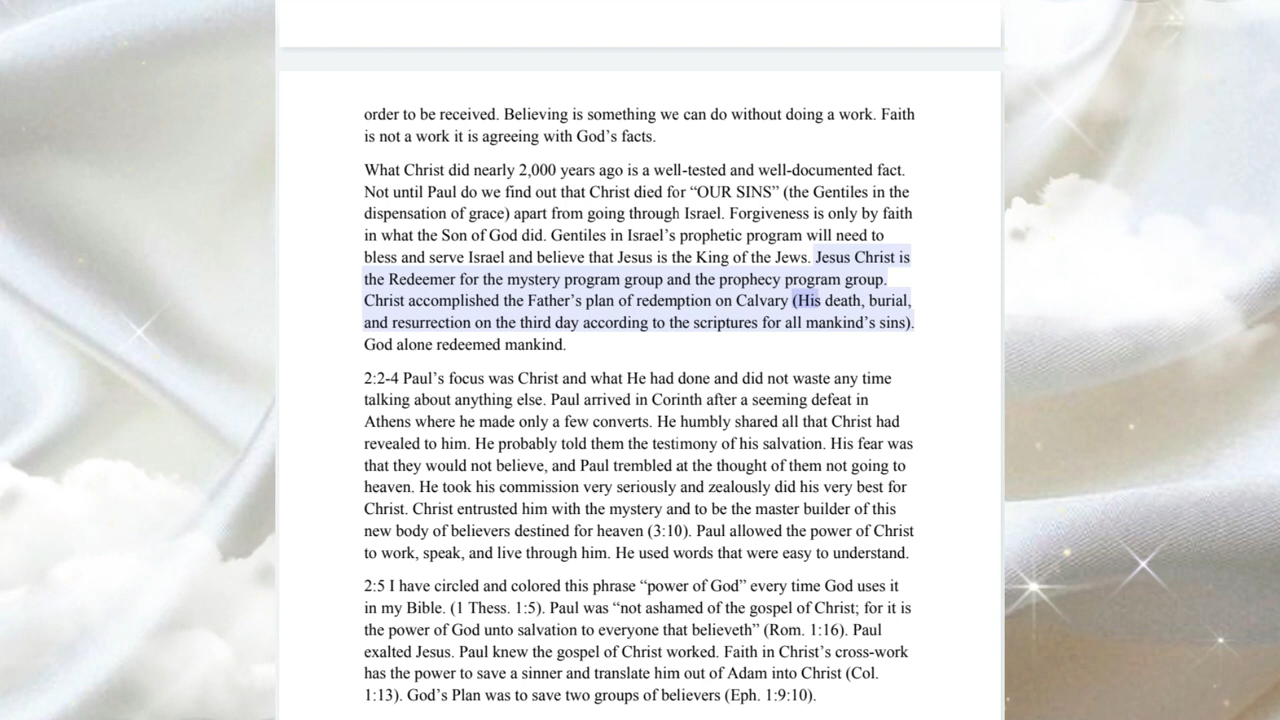 order to be received. Believing is something we can do without doing a work. Faith
is not a work it is agreeing with God’s facts.
What Christ did nearly 2,000 years ago is a well-tested and well-documented fact.
Not until Paul do we find out that Christ died for “OUR SINS” (the Gentiles in the
dispensation of grace) apart from going through Israel. Forgiveness is only by faith
in what the Son of God did. Gentiles in Israel’s prophetic program will need to
bless and serve Israel and believe that Jesus is the King of the Jews. Jesus Christ is
the Redeemer for the mystery program group and the prophecy program group.
Christ accomplished the Father’s plan of redemption on Calvary (His death, burial,
and resurrection on the third day according to the scriptures for all mankind’s sins).
God alone redeemed mankind.
2:2-4 Paul’s focus was Christ and what He had done and did not waste any time
talking about anything else. Paul arrived in Corinth after a seeming defeat in
Athens where he made only a few converts. He humbly shared all that Christ had
revealed to him. He probably told them the testimony of his salvation. His fear was
that they would not believe, and Paul trembled at the thought of them not going to
heaven. He took his commission very seriously and zealously did his very best for
Christ. Christ entrusted him with the mystery and to be the master builder of this
new body of believers destined for heaven (3:10). Paul allowed the power of Christ
to work, speak, and live through him. He used words that were easy to understand.
2:5 I have circled and colored this phrase “power of God” every time God uses it
in my Bible. (1 Thess. 1:5). Paul was “not ashamed of the gospel of Christ; for it is
the power of God unto salvation to everyone that believeth” (Rom. 1:16). Paul
exalted Jesus. Paul knew the gospel of Christ worked. Faith in Christ’s cross-work
has the power to save a sinner and translate him out of Adam into Christ (Col.
1:13). God’s Plan was to save two groups of believers (Eph. 1:9:10).